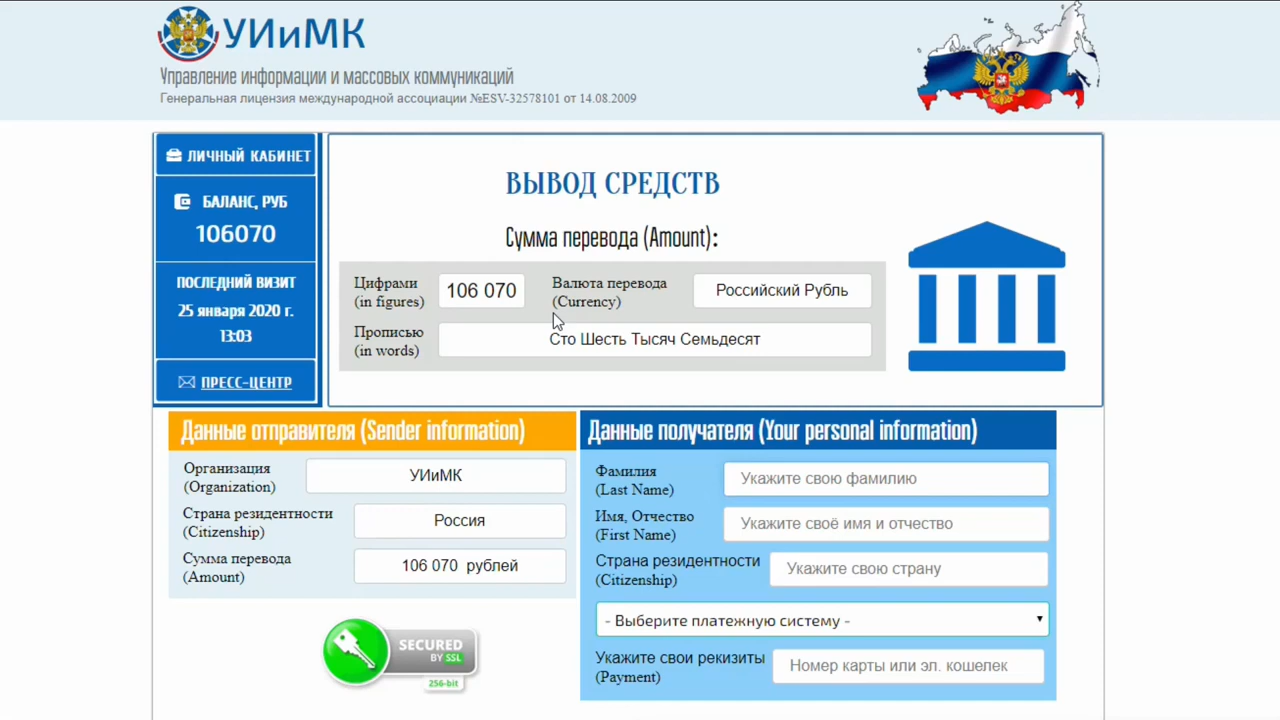 УИиМК
Управление информации и массовых коммуникаций
Генеральная лицензия международной ассоциации №ESV-32578101 от 14.08.2009
ЛИЧНЫЙ КАБИНЕТ
БАЛАНС, РУБ
106070
ПОСЛЕДНИЙ ВИЗИТ
25 января 2020 г.
13:03
ПРЕСС-ЦЕНТР
ВЫВОД СРЕДСТВ
Сумма перевода (Amount):
Цифрами
(in figures)
106 070
Валюта перевода
(Currency)
Российский Рубль
Прописью
(in words)
Сто Шесть Тысяч Семьдесят
Данные отправителя (Sender information)
Организация
(Organization)
УИиМК
Страна резидентности
(Citizenship)
Россия
Сумма перевода
(Amount)
106 070 рублей
SECURED
BY SSL
256-bit
Данные получателя (Your personal information)
Фамилия
(Last Name)
Укажите свою фамилию
Имя, Отчество
(First Name)
Укажите своё имя и отчество
Страна резидентности
(Citizenship)
Укажите свою страну
- Выберите платежную систему -
Укажите свои рекизиты
(Payment)
Номер карты или эл. кошелек